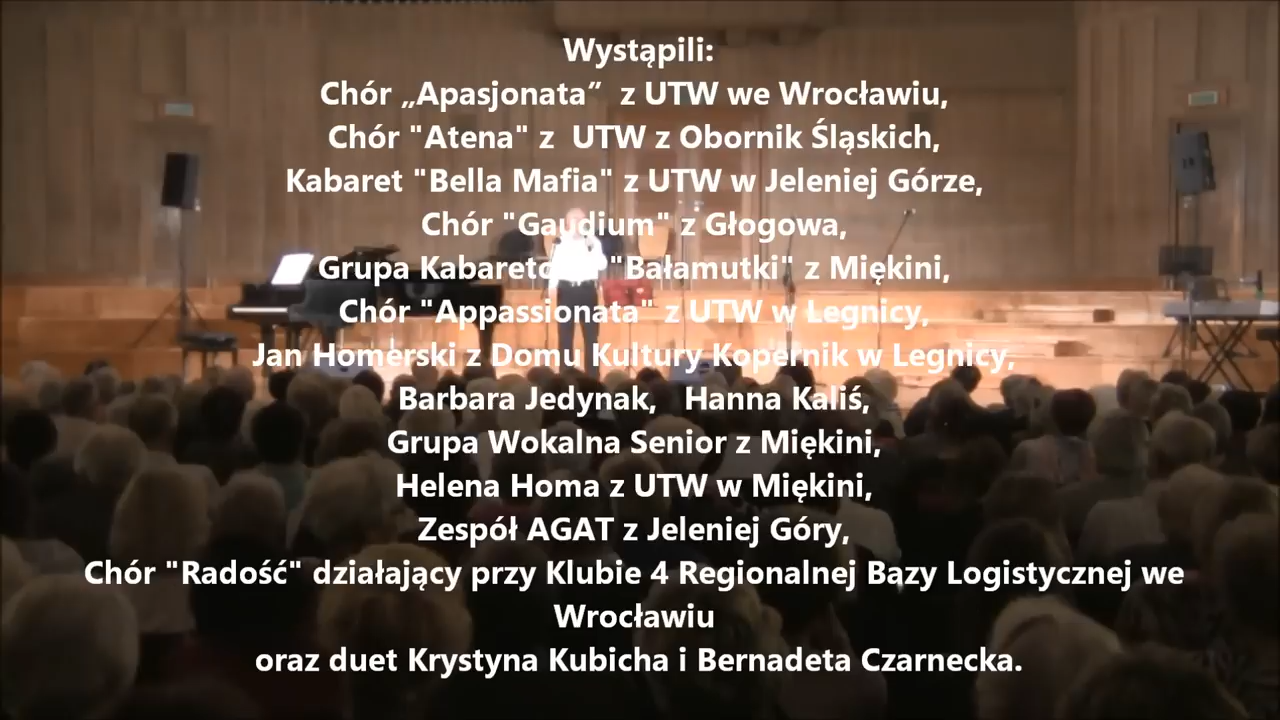 Wystąpili:
Chór „Apasjonata” z UTW we Wrocławiu,
Chór "Atena" z UTW z Obornik Śląskich,
Kabaret "Bella Mafia" z UTW w Jeleniej Górze,
Chór "Gaudium" z Głogowa,
Grupa "Bałamutki" z Miękini,
Chór "Appassionata" z UTW w Legnicy,
Jan Homerski z Domu Kultury Kopernik w Legnicy,
Barbara Jedynak, Hanna Kaliś,
Grupa Wokalna Senior z Miękini,
Helena Homa z UTW w Miękini,
Zespół AGAT z Jeleniej Góry,
Chór "Radość" działający przy Klubie 4 Regionalnej Bazy Logistycznej we
Wrocławiu
oraz duet Krystyna Kubicha i Bernadeta Czarnecka.